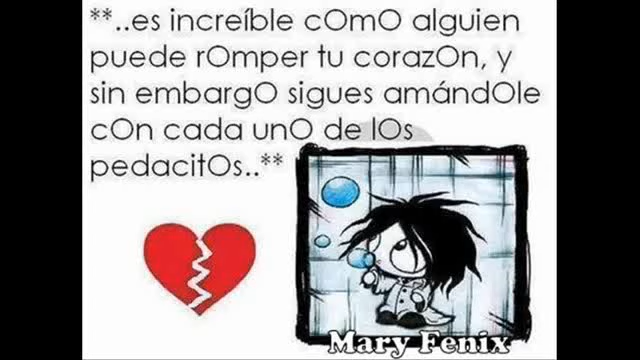 **..es increíble cOmO alguien
puede rOmper tu corazOn, y
sin embargO sigues amándOle
cOn cada unO de lOs
pedacitOs..**
Mary Fenix